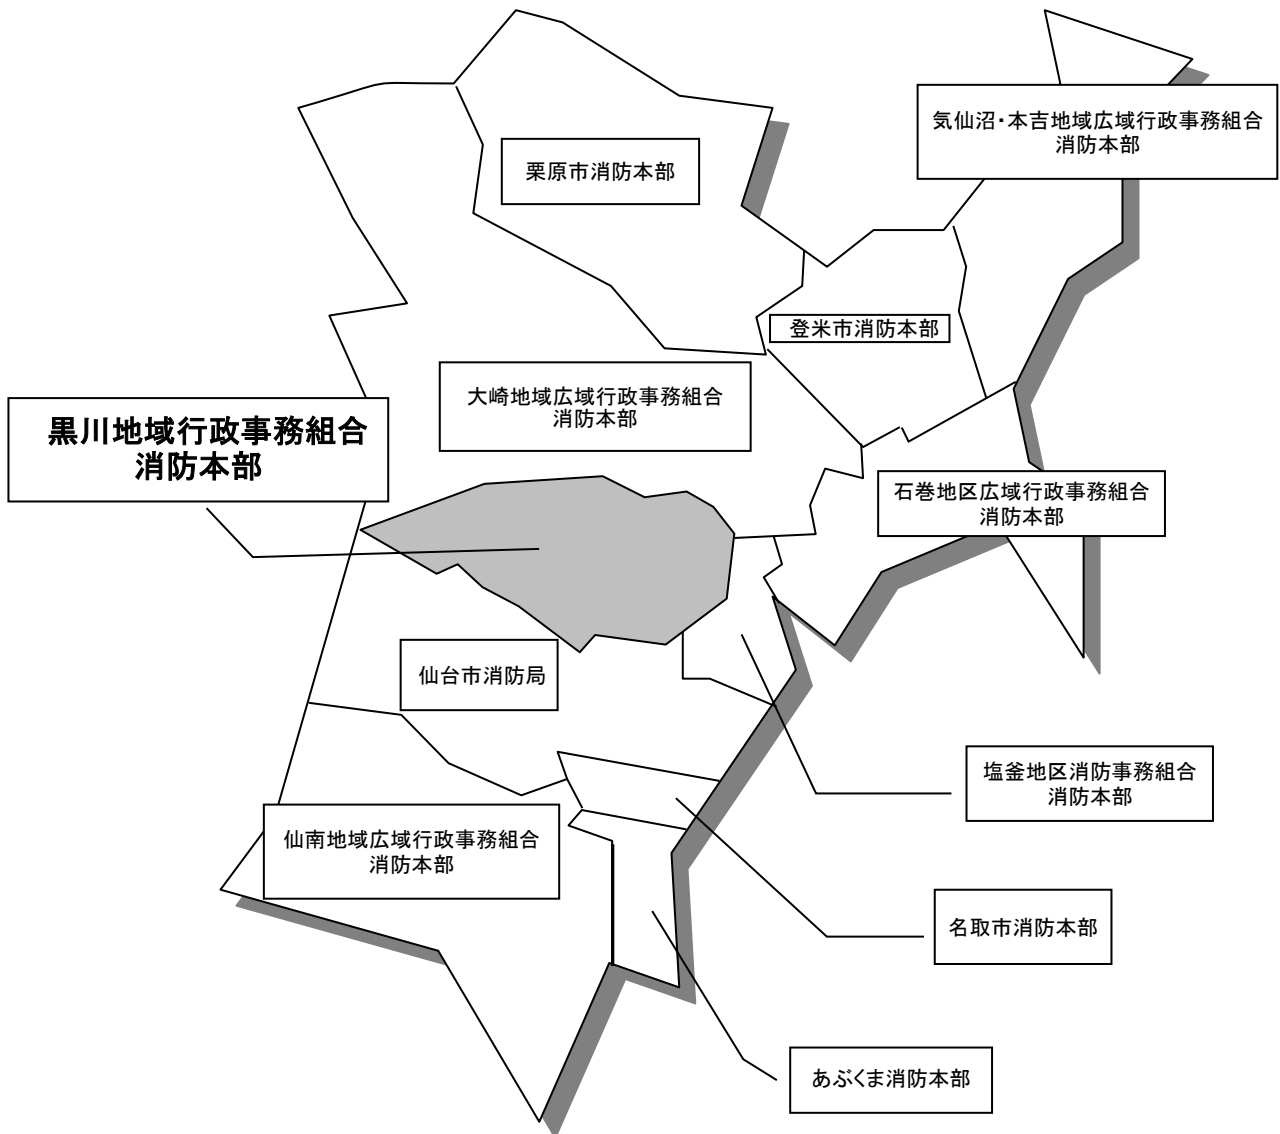 気仙沼・本吉地域広域行政事務組合
消防本部
栗原市消防本部
登米市消防本部
大崎地域広域行政事務組合
消防本部
黒川地域行政事務組合
消防本部
石巻地区広域行政事務組合
消防本部
仙台市消防局
塩釜地区消防事務組合
消防本部
仙南地域広域行政事務組合
消防本部
名取市消防本部
あぶくま消防本部